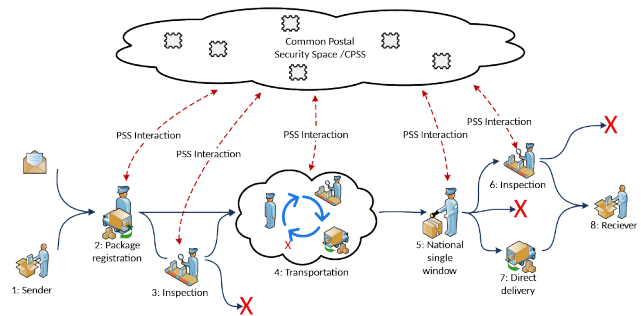 Common Postal
Security Space /CPSS
PSS Interaction
PSS Interaction
PSS Interaction
PSS Interaction
PSS Interaction
X
6: Inspection
X
2: Package
registration
1: Sender
3: Inspection
X
X
4: Transportation
5: National
single
window
7: Direct
delivery
8: Reciever